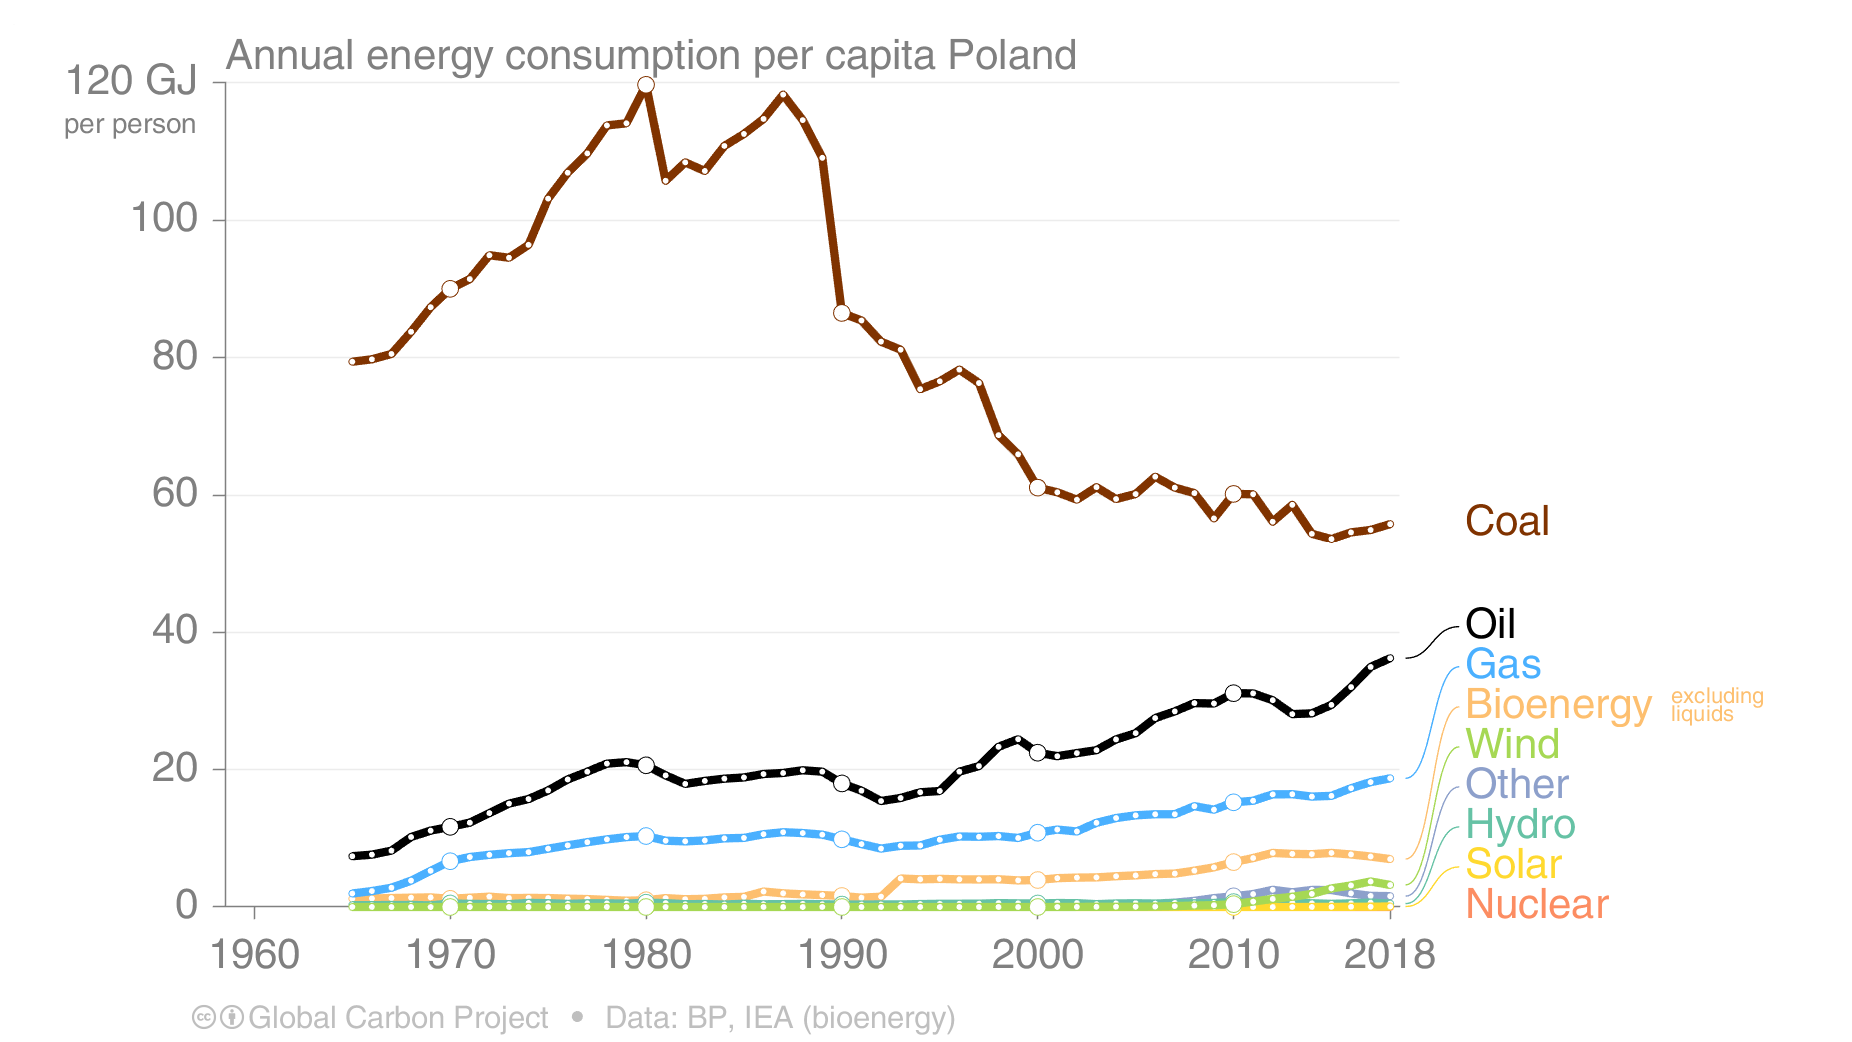 Annual energy consumption per capita Poland
120 GJ
per person
100
80
60
40
20
0
1960 1970 1980 1990 2000 2010 2018
Coal
Oil
Gas
Bioenergy excluding
liquids
Wind
Other
Hydro
Solar
Nuclear
cc Global Carbon Project • Data: BP, IEA (bioenergy)